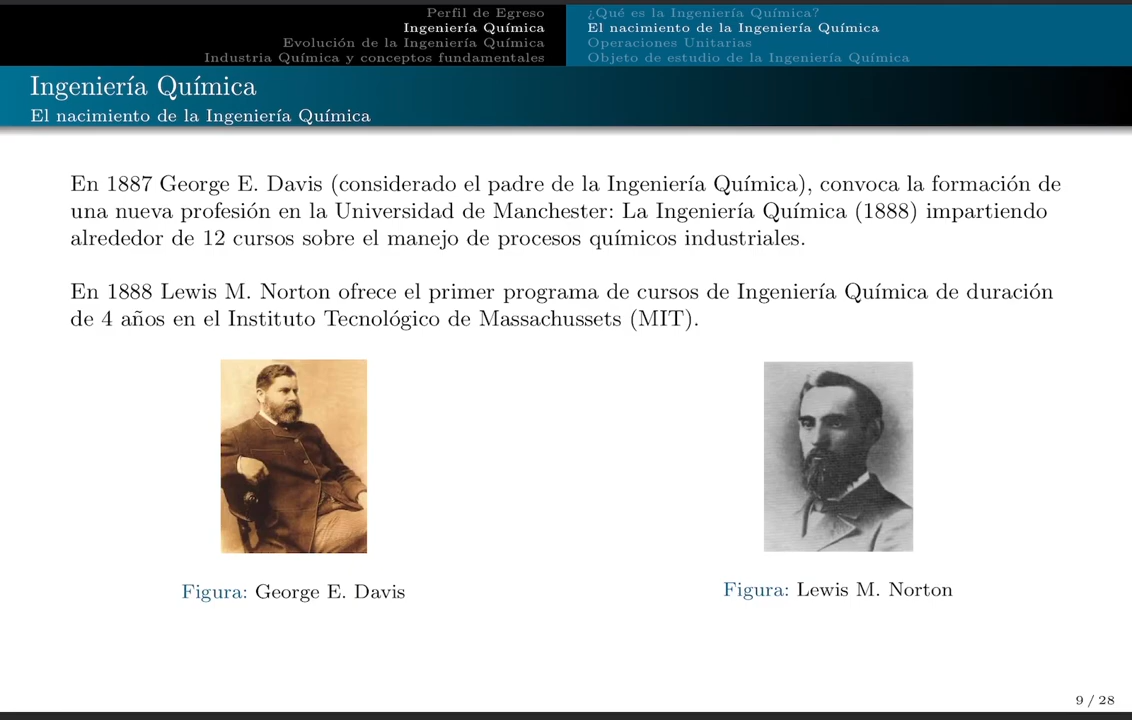 Perfil de Egreso
Ingeniería Química
Evolución de la Ingeniería Química
Industria Química y conceptos fundamentales
¿Qué es la Ingeniería Química?
El nacimiento de la Ingeniería Química
Operaciones Unitarias
Objeto de estudio de la Ingeniería Química
Ingeniería Química
El nacimiento de la Ingeniería Química
En 1887 George E. Davis (considerado el padre de la Ingeniería Química), convoca la formación de
una nueva profesión en la Universidad de Manchester: La Ingeniería Química (1888) impartiendo
alrededor de 12 cursos sobre el manejo de procesos químicos industriales.
En 1888 Lewis M. Norton ofrece el primer programa de cursos de Ingeniería Química de duración
de 4 años en el Instituto Tecnológico de Massachussets (MIT).
Figura: George E. Davis
Figura: Lewis M. Norton
9 / 28